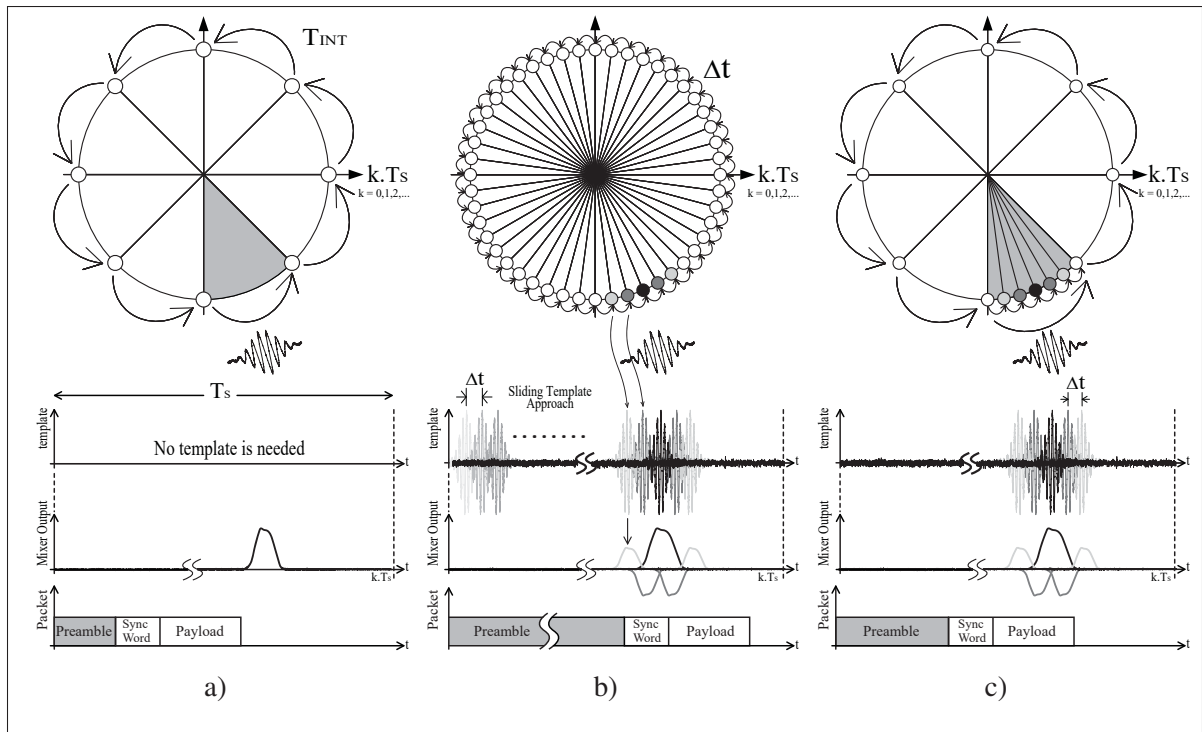 TINT
k.Ts
k = 0,1,2,...
Ts
template
No template is needed
t
Mixer Output
t
k.Ts
Packet
Preamble
Sync
Word
Payload
t
a)
Δt
k.Ts
k = 0,1,2,...
Δt
Sliding Template
Approach
template
t
Mixer Output
t
k.Ts
Packet
Preamble
Sync
Word
Payload
t
b)
k.Ts
k = 0,1,2,...
Δt
template
t
Mixer Output
t
k.Ts
Packet
Preamble
Sync
Word
Payload
t
c)